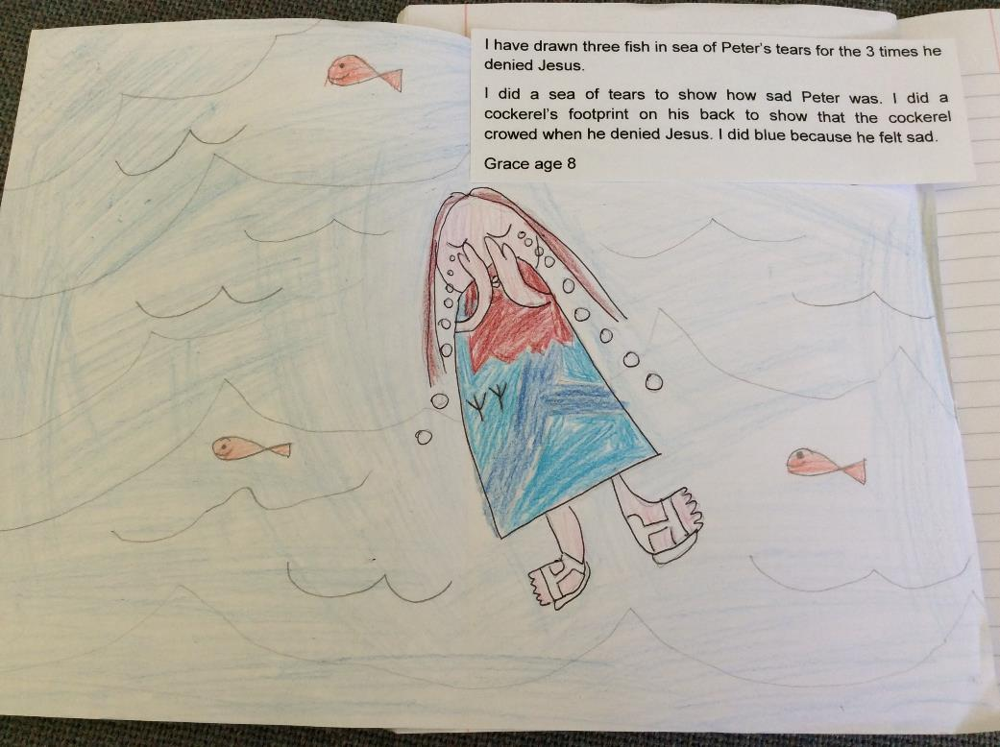 I have drawn three fish in sea of Peter's tears for the 3 times he
denied Jesus.
I did a sea of tears to show how sad Peter was. I did a
cockerel's footprint on his back to show that the cockerel
crowed when he denied Jesus. I did blue because he felt sad.
Grace age 8